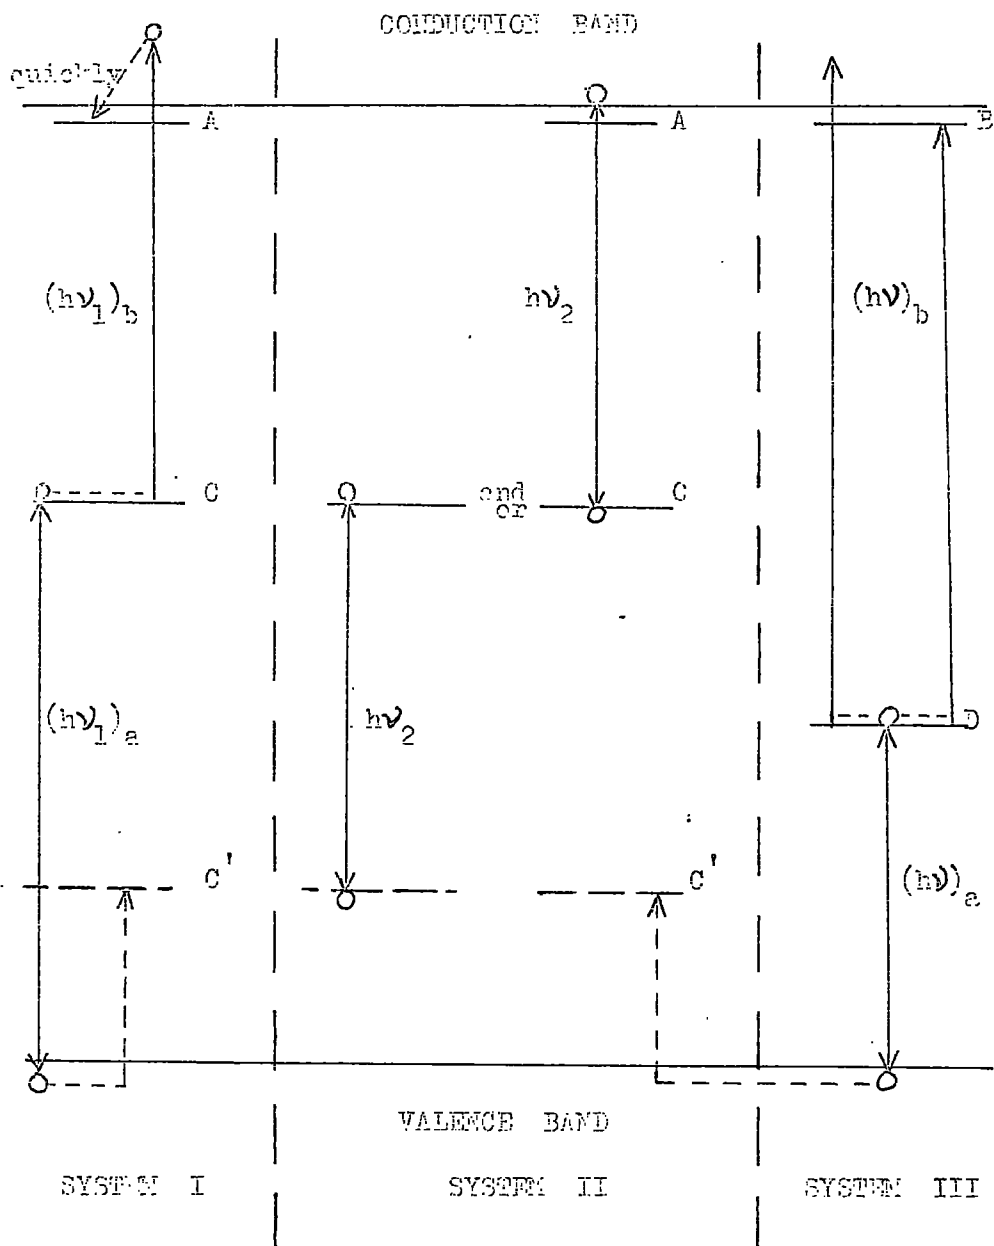 CONDUCTION BAND
quickly
A
A
B
(hν₁)b
hν₂
(hν)b
C
and
or
C
D
(hν₁)a
hν₂
C'
C'
(hν)a
VALENCE BAND
SYSTEM I
SYSTEM II
SYSTEM III